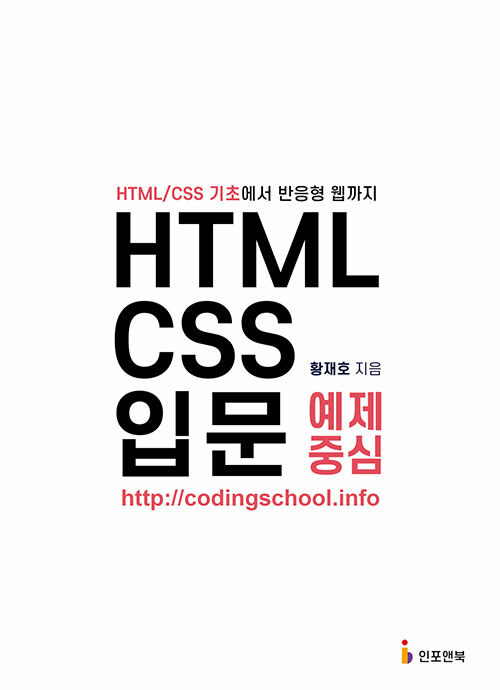 HTML/CSS 기초에서 반응형 웹까지
HTML
CSS
황재호 지음
입문
예제
중심
http://codingschool.info
인포앤북